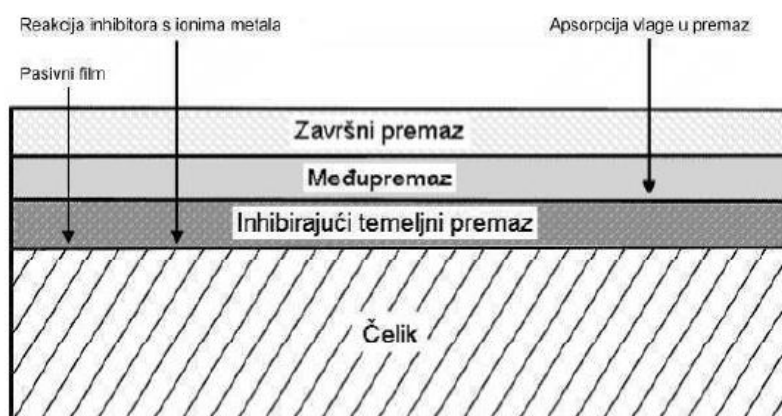 Reakcija inhibitora s ionima metala
Apsorpcija vlage u premaz
Pasivni film
Završni premaz
Međupremaz
Inhibirajući temeljni premaz
Čelik